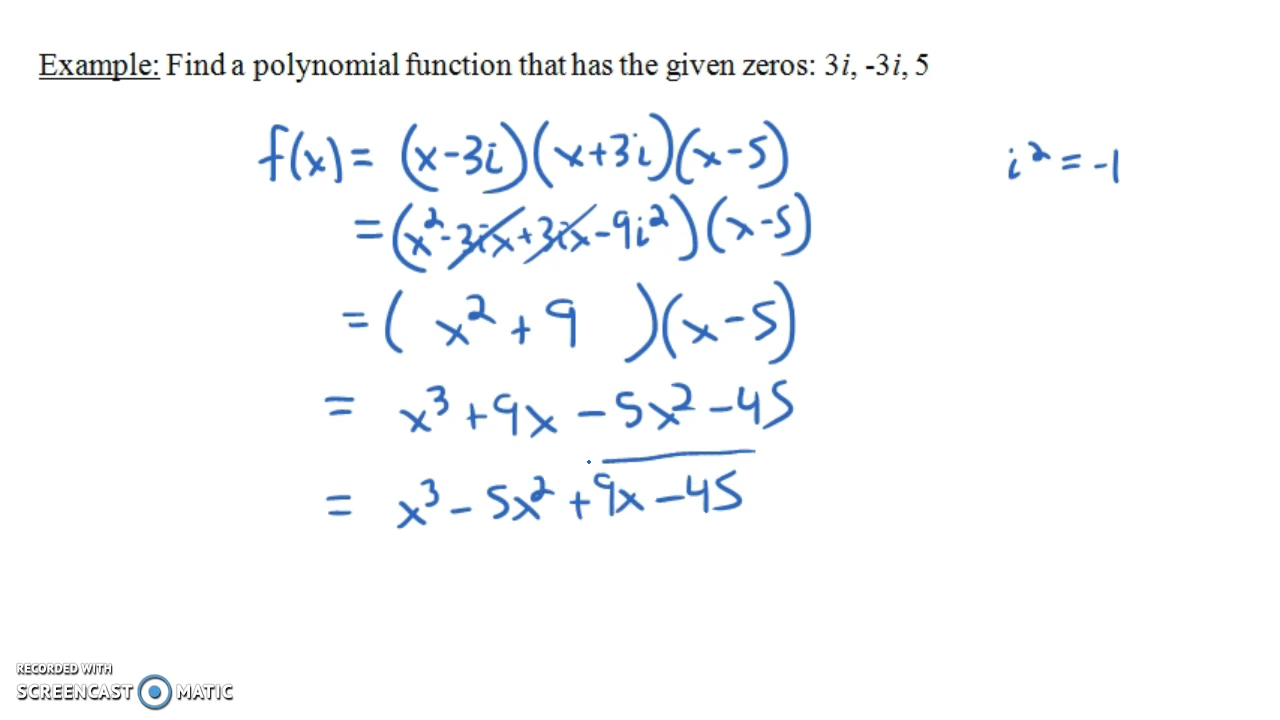 Example: Find a polynomial function that has the given zeros: 3i, -3i, 5
f(x) = (x-3i)(x+3i)(x-5)
i² = -1
= (x² - 3ix + 3ix - 9i²)(x-5)
= ( x² + 9 )(x-5)
= x³ + 9x - 5x² - 45
= x³ - 5x² + 9x - 45
RECORDED WITH
SCREENCAST MATIC